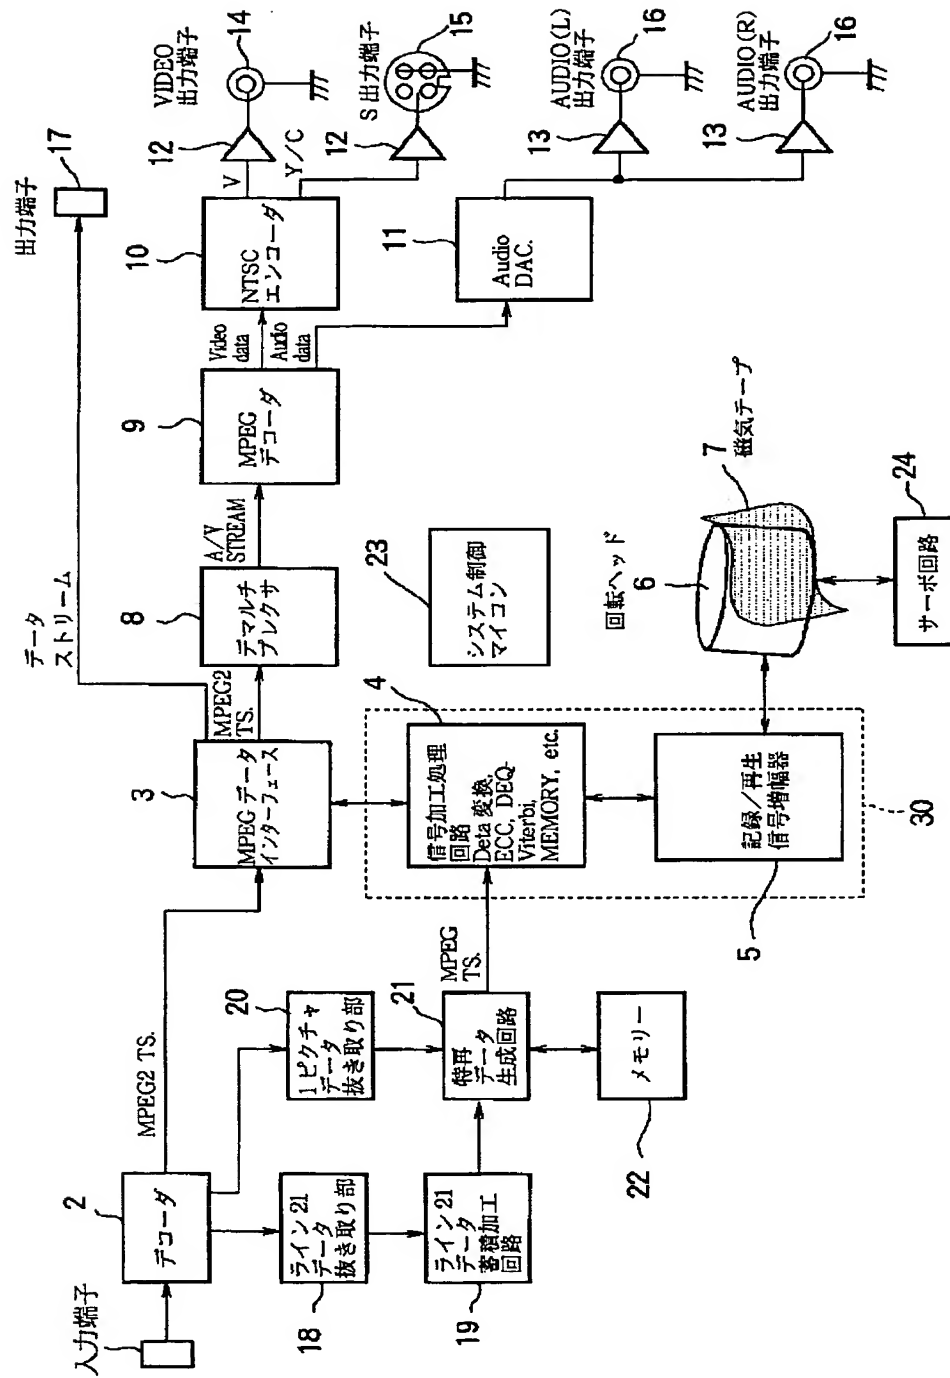 入力端子
2
デコーダ
MPEG2 TS.
ライン21
データ
抜き取り部
18
ライン21
データ
蓄積加工
回路
19
20
1ピクチャ
データ
抜き取り部
21
特再
データ
生成回路
メモリー
22
MPEG
TS.
3
MPEGデータ
インターフェース
データ
ストリーム
出力端子
17
MPEG2
TS.
8
デマルチ
プレクサ
A/V
STREAM
9
MPEG
デコーダ
Video
data
Audio
data
10
NTSC
エンコーダ
V
Y/C
12
VIDEO
出力端子
14
12
S出力端子
15
11
Audio
DAC.
13
AUDIO(L)
出力端子
16
13
AUDIO(R)
出力端子
16
4
信号加工処理
回路
Deta変換,
ECC, DEQ-
Viterbi,
MEMORY, etc.
5
記録/再生
信号増幅器
30
23
システム制御
マイコン
回転ヘッド
6
7
磁気テープ
サーボ回路
24